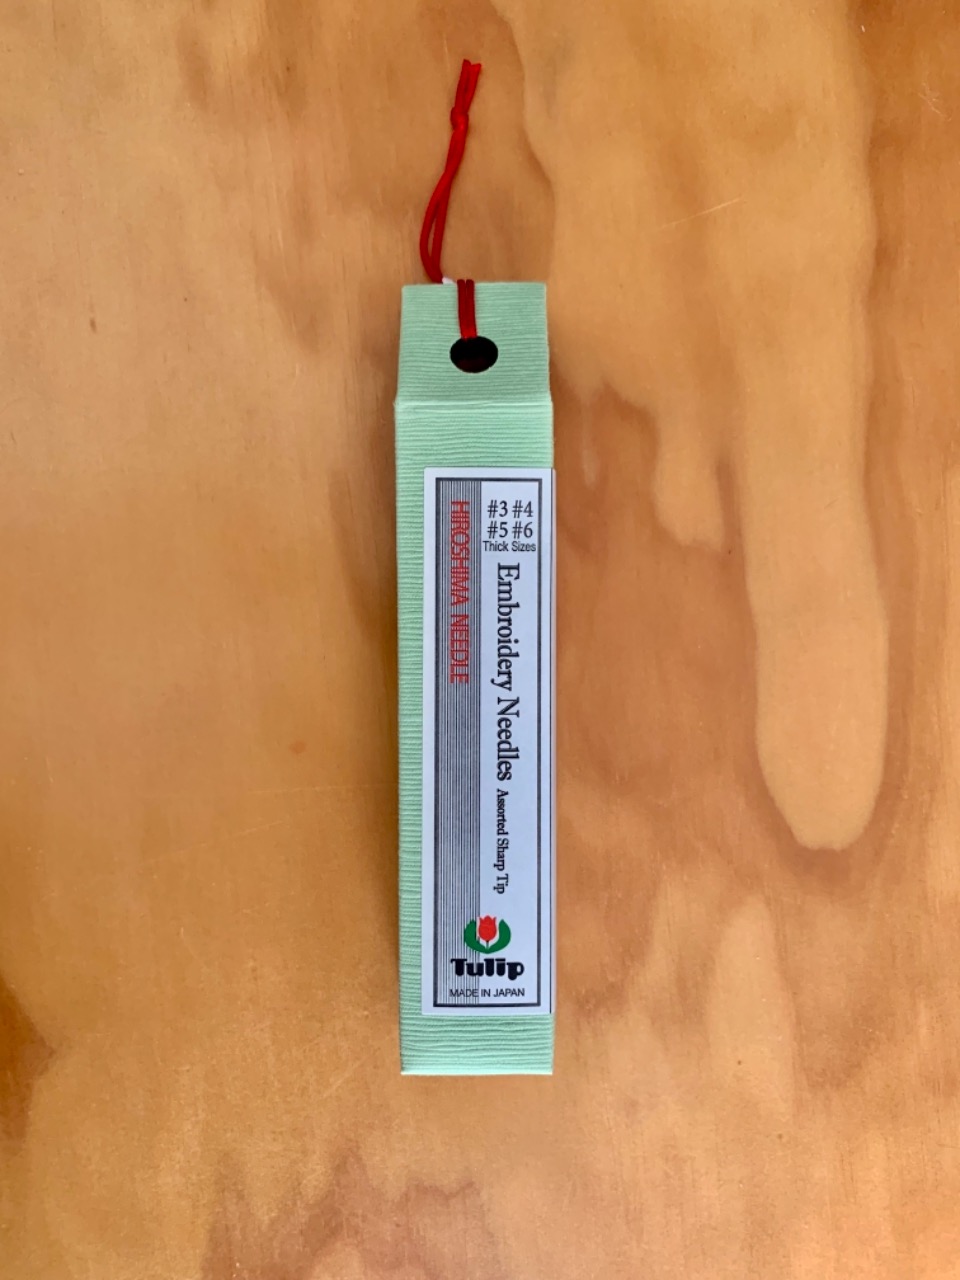 #3 #4
#5 #6
Thick Sizes
Embroidery Needles Assorted Sharp Tip
HIROSHIMA NEEDLE
Tulip
MADE IN JAPAN